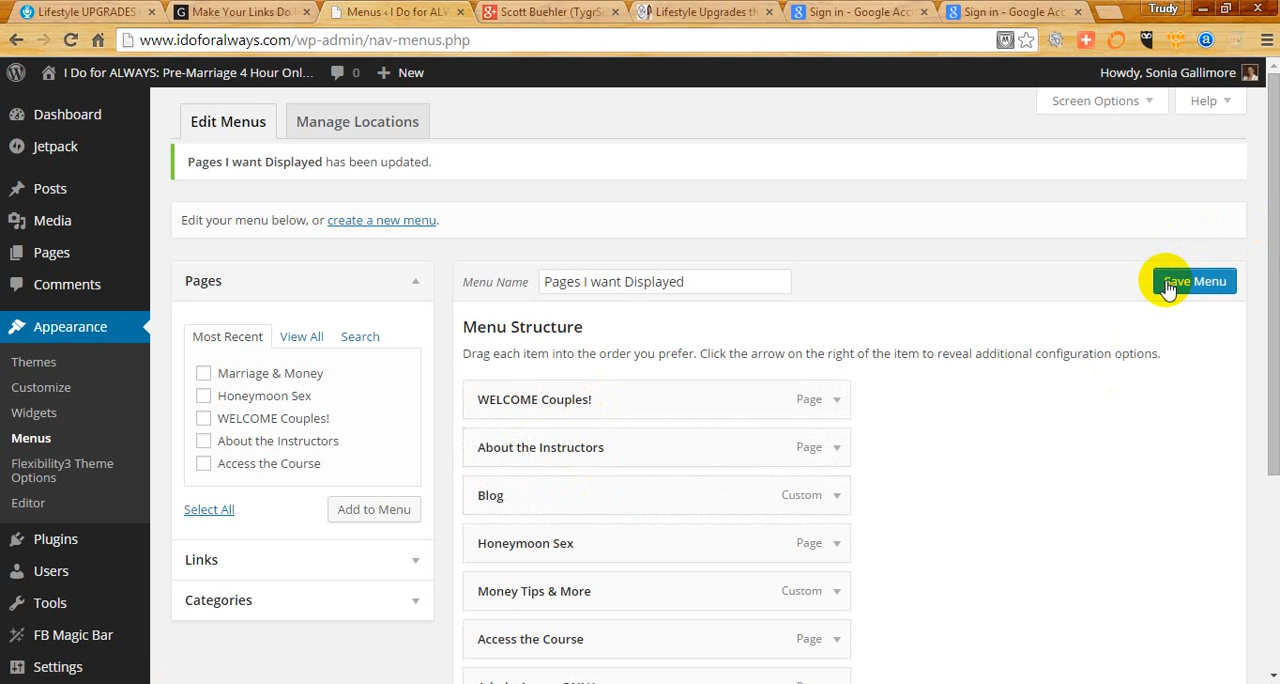 Lifestyle UPGRADES
Make Your Links Do
Menus ‹ I Do for ALW
Scott Buehler (TygrS
Lifestyle Upgrades th
Sign in - Google Acc
Sign in - Google Acc
Trudy
www.idoforalways.com/wp-admin/nav-menus.php
I Do for ALWAYS: Pre-Marriage 4 Hour Onl...
0
New
Howdy, Sonia Gallimore
Dashboard
Jetpack
Posts
Media
Pages
Comments
Appearance
Themes
Customize
Widgets
Menus
Flexibility3 Theme
Options
Editor
Plugins
Users
Tools
FB Magic Bar
Settings
Screen Options
Help
Edit Menus
Manage Locations
Pages I want Displayed has been updated.
Edit your menu below, or create a new menu.
Pages
Most Recent
View All
Search
Marriage & Money
Honeymoon Sex
WELCOME Couples!
About the Instructors
Access the Course
Select All
Add to Menu
Links
Categories
Menu Name
Pages I want Displayed
Save Menu
Menu Structure
Drag each item into the order you prefer. Click the arrow on the right of the item to reveal additional configuration options.
WELCOME Couples! Page
About the Instructors Page
Blog Custom
Honeymoon Sex Page
Money Tips & More Custom
Access the Course Page